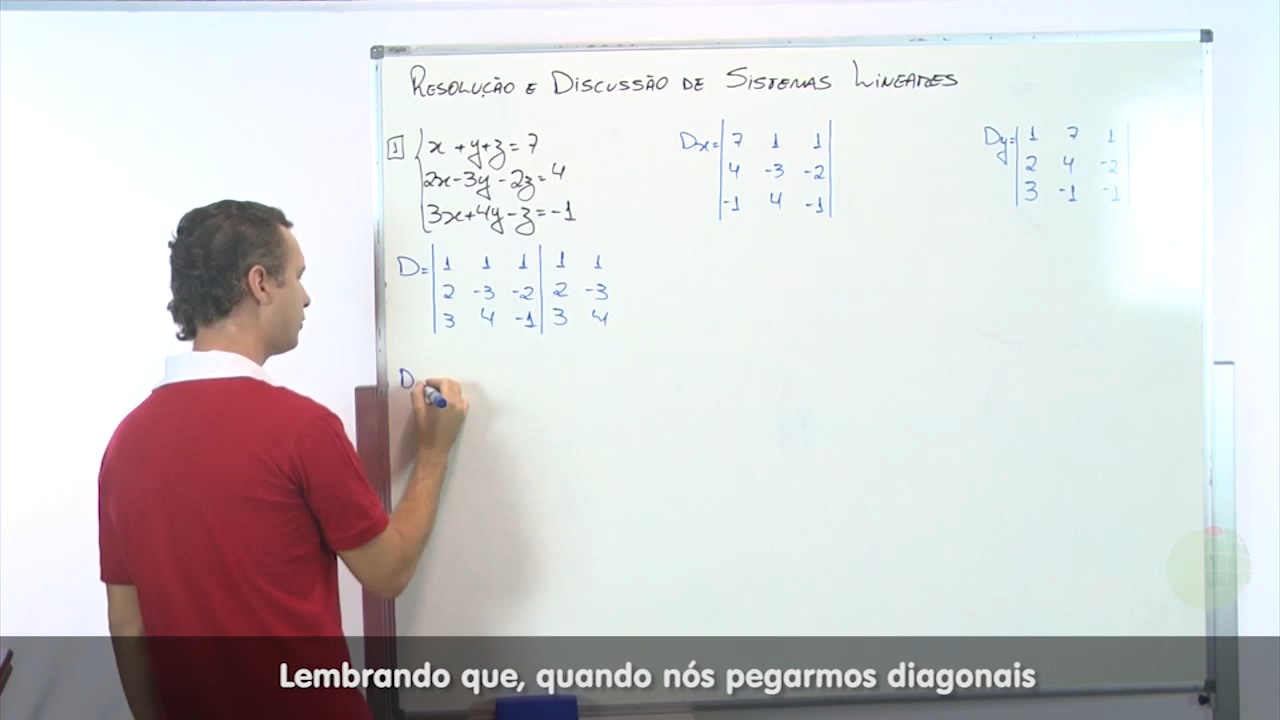 RESOLUÇÃO E DISCUSSÃO DE SISTEMAS LINEARES
1 x + y + z = 7
2x - 3y - 2z = 4
3x + 4y - z = -1
Dx = 7 1 1
4 -3 -2
-1 4 -1
Dy = 1 7 1
2 4 -2
3 -1 -1
D = 1 1 1 1 1
2 -3 -2 2 -3
3 4 -1 3 4
D
Lembrando que, quando nós pegarmos diagonais